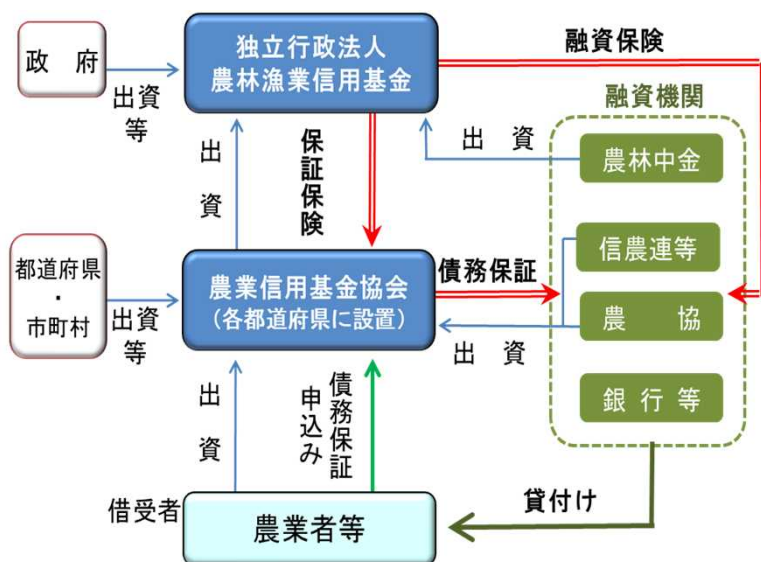 政　府
出資
等
独立行政法人
農林漁業信用基金
融資保険
融資機関
出　資
農林中金
出
資
保証保険
信農連等
都道府県
・
市町村
出資
等
農業信用基金協会
(各都道府県に設置)
債務保証
農　　協
出　資
銀 行 等
出
資
債務保証
申込み
貸付け
借受者
農業者等